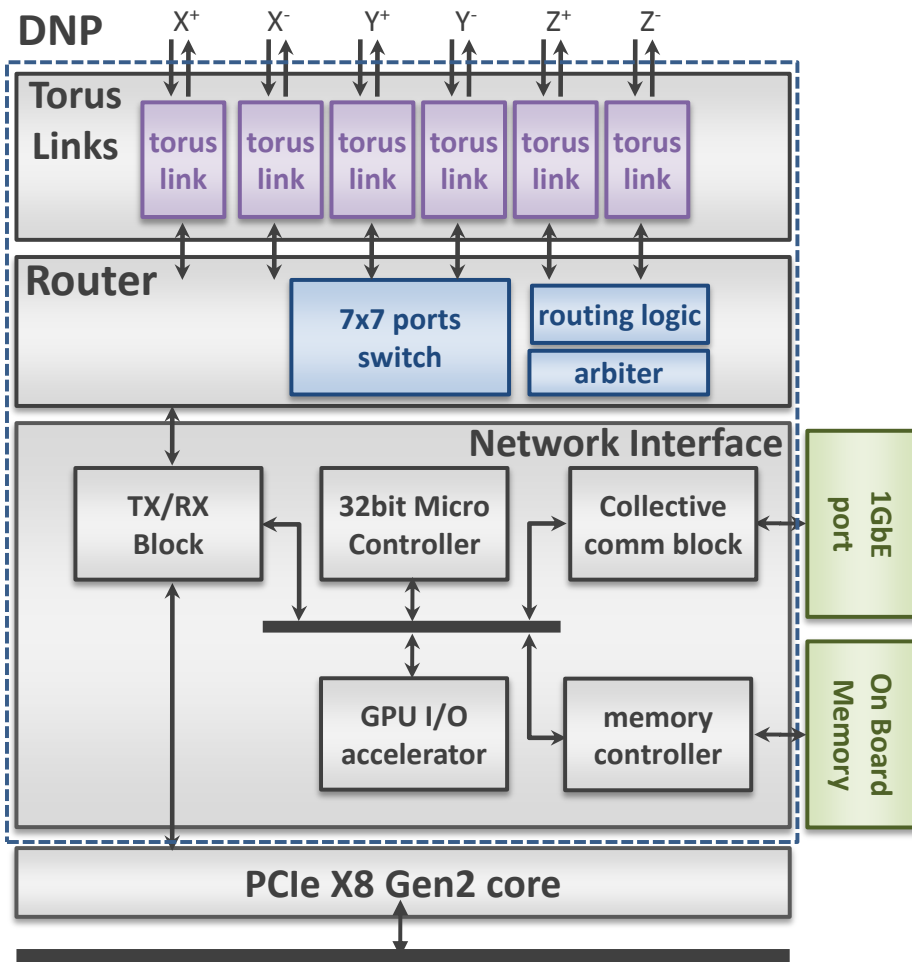 DNP
X⁺ X⁻ Y⁺ Y⁻ Z⁺ Z⁻
Torus
Links
torus
link
torus
link
torus
link
torus
link
torus
link
torus
link
Router
7x7 ports
switch
routing logic
arbiter
Network Interface
TX/RX
Block
32bit Micro
Controller
Collective
comm block
1GbE
port
GPU I/O
accelerator
memory
controller
On Board
Memory
PCIe X8 Gen2 core